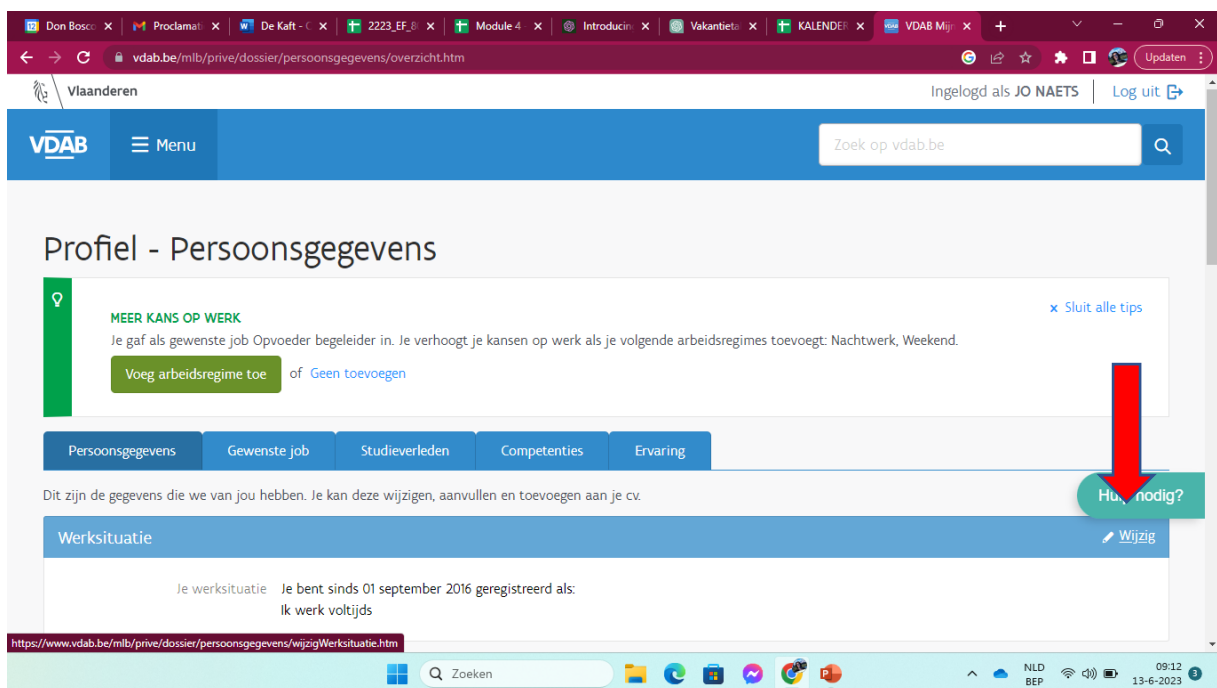 Don Bosco
Proclamati
De Kaft - C
2223_EF_8
Module 4
Introducin
Vakantieta
KALENDER
VDAB Mijn
vdab.be/mlb/prive/dossier/persoonsgegevens/overzicht.htm
Updaten
Vlaanderen
Ingelogd als JO NAETS
Log uit
VDAB
Menu
Zoek op vdab.be
Profiel - Persoonsgegevens
x Sluit alle tips
MEER KANS OP WERK
Je gaf als gewenste job Opvoeder begeleider in. Je verhoogt je kansen op werk als je volgende arbeidsregimes toevoegt: Nachtwerk, Weekend.
Voeg arbeidsregime toe of Geen toevoegen
Persoonsgegevens Gewenste job Studieverleden Competenties Ervaring
Dit zijn de gegevens die we van jou hebben. Je kan deze wijzigen, aanvullen en toevoegen aan je cv.
nodig?
Werksituatie
Wijzig
Je werksituatie Je bent sinds 01 september 2016 geregistreerd als:
Ik werk voltijds
https://www.vdab.be/mlb/prive/dossier/persoonsgegevens/wijzigWerksituatie.htm
Zoeken
NLD
BEP
09:12
13-6-2023
3